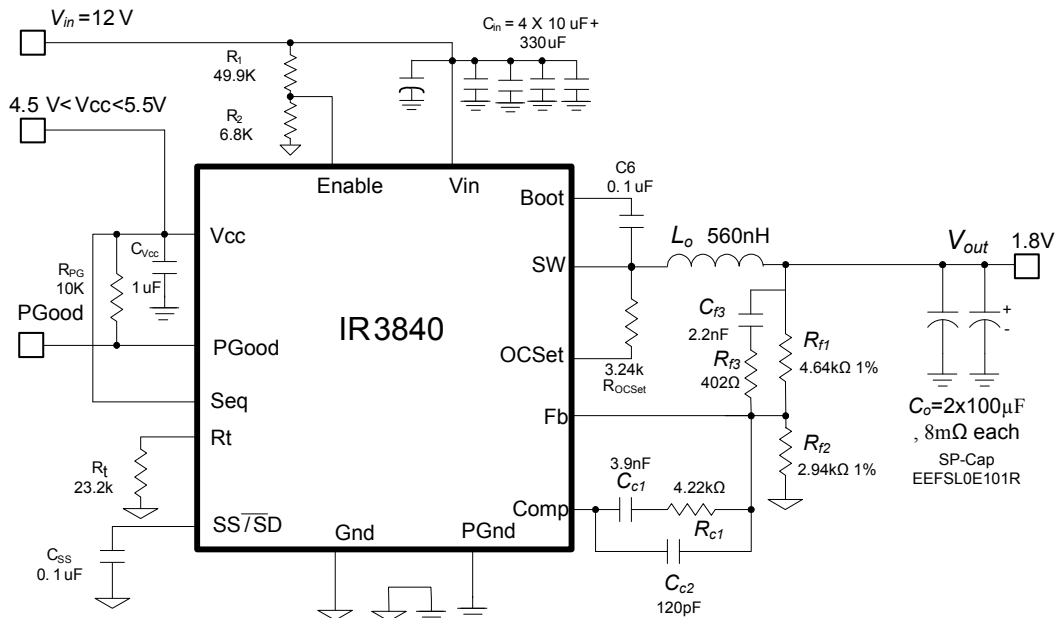 Vin = 12 V
Cin = 4 X 10 uF +
330 uF
R1
49.9K
4.5 V< Vcc<5.5V
R2
6.8K
Enable
Vin
C6
0.1 uF
Boot
Vcc
CVcc
1 uF
RPG
10K
Lo 560nH
Vout
1.8V
SW
PGood
PGood
IR3840
Cf3
2.2nF
Rf1
4.64kΩ 1%
OCSet
3.24k
ROCSet
Rf3
402Ω
+
-
Seq
Fb
Co=2x100µF
, 8mΩ each
SP-Cap
EEFSL0E101R
Rt
Rt
23.2k
Rf2
2.94kΩ 1%
3.9nF
Cc1
4.22kΩ
Rc1
Comp
SS/SD
Gnd
PGnd
CSS
0.1 uF
Cc2
120pF